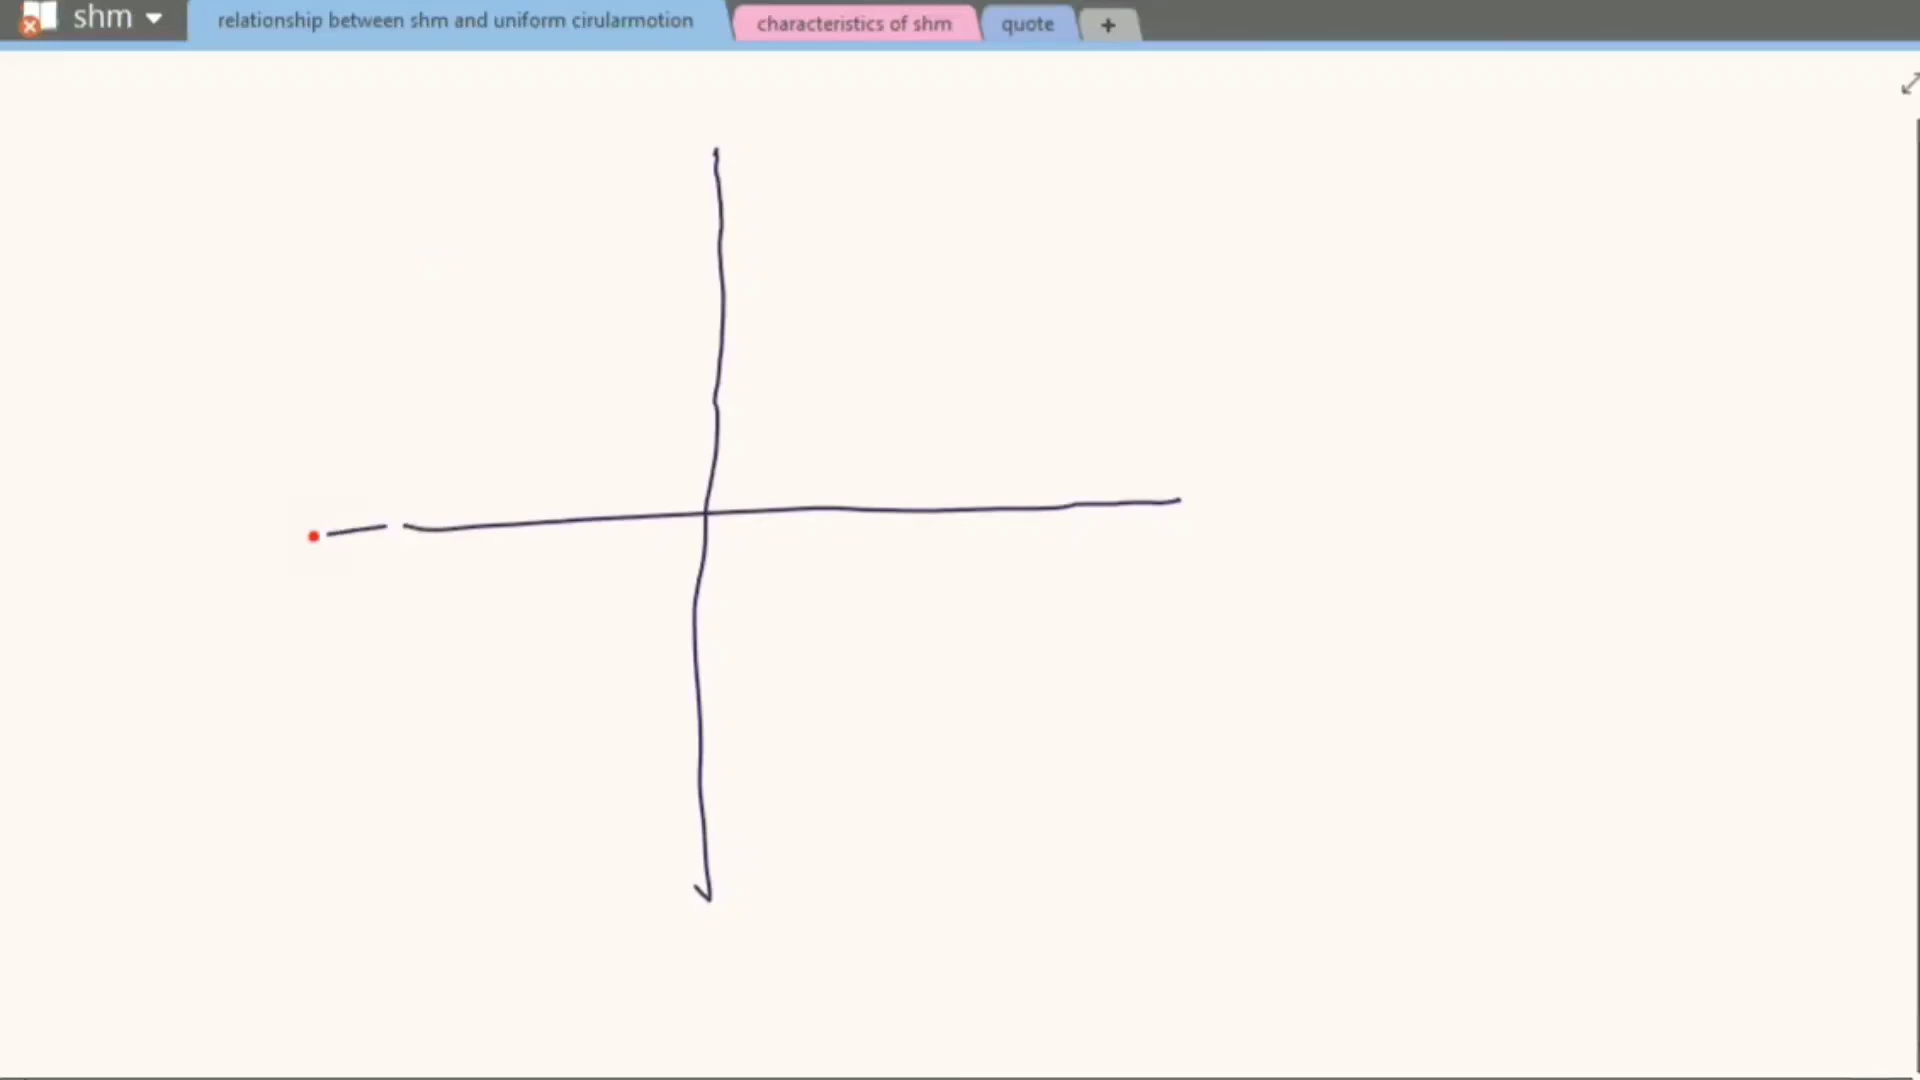 shm
relationship between shm and uniform cirularmotion
characteristics of shm
quote
+